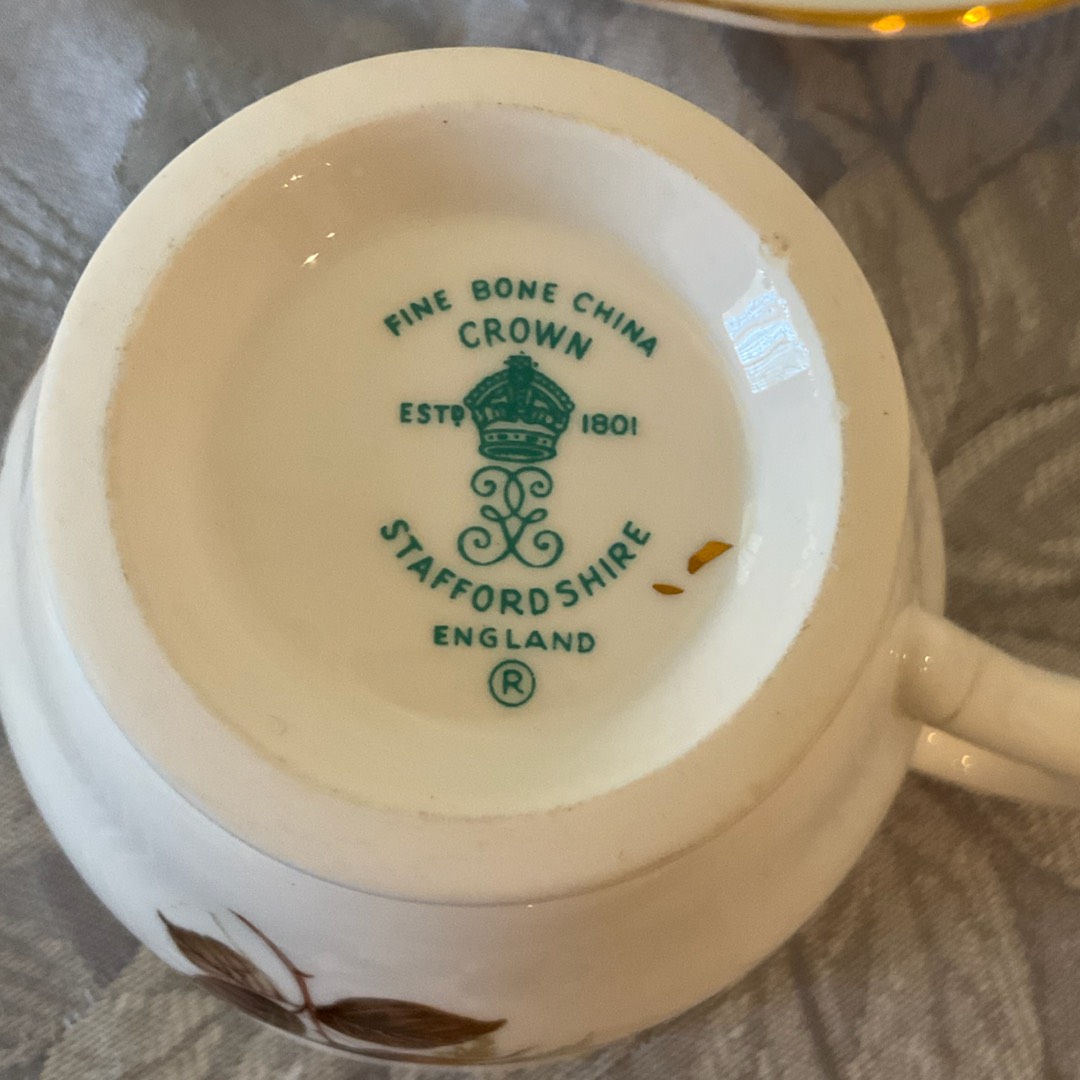 FINE BONE CHINA
CROWN
ESTD 1801
STAFFORDSHIRE
ENGLAND
®